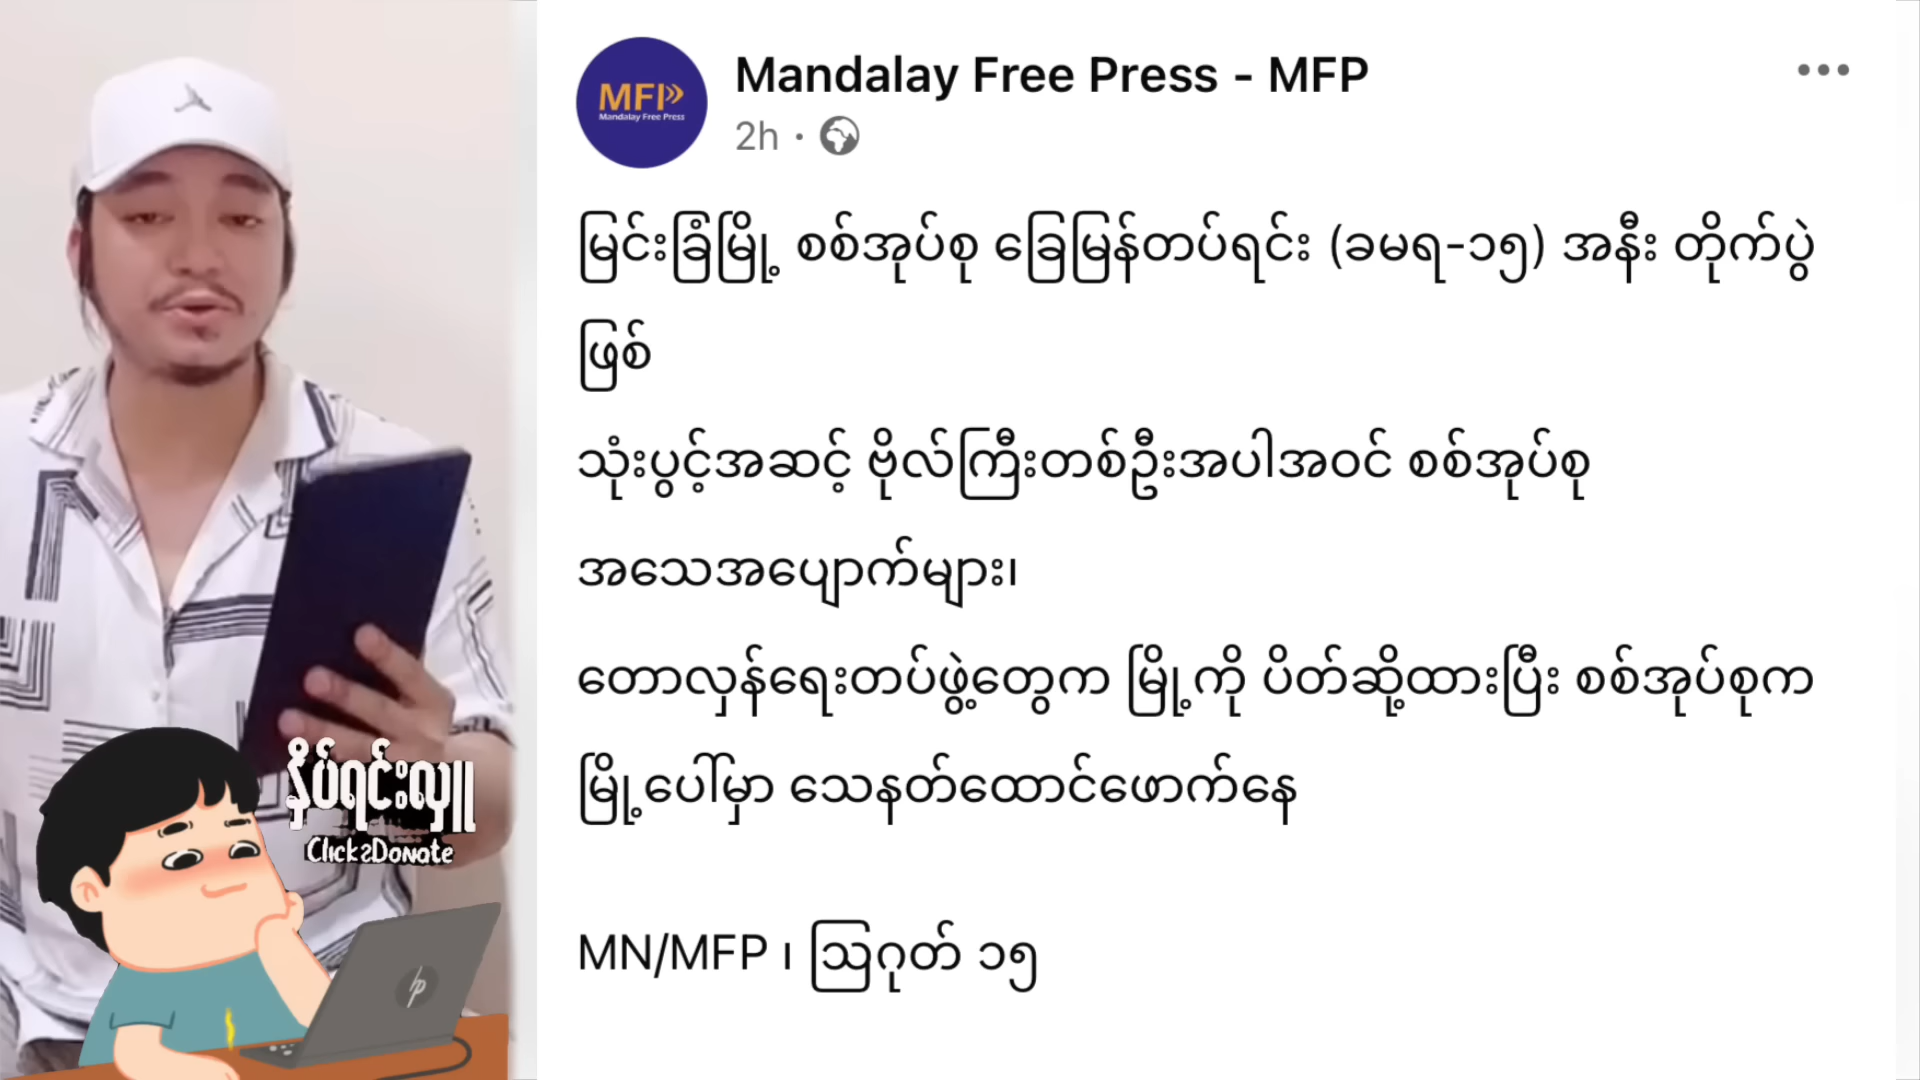 MFP
Mandalay Free Press
Mandalay Free Press - MFP
2h ·
မြင်းခြံမြို့ စစ်အုပ်စု ခြေမြန်တပ်ရင်း (ခမရ-၁၅) အနီး တိုက်ပွဲ
ဖြစ်
သုံးပွင့်အဆင့် ဗိုလ်ကြီးတစ်ဦးအပါအဝင် စစ်အုပ်စု
အသေအပျောက်များ၊
တော်လှန်ရေးတပ်ဖွဲ့တွေက မြို့ကို ပိတ်ဆို့ထားပြီး စစ်အုပ်စုက
မြို့ပေါ်မှာ သေနတ်ထောင်ဖောက်နေ
MN/MFP ၊ ဩဂုတ် ၁၅
နှိပ်ရင်းလှူ
Click2Donate
hp